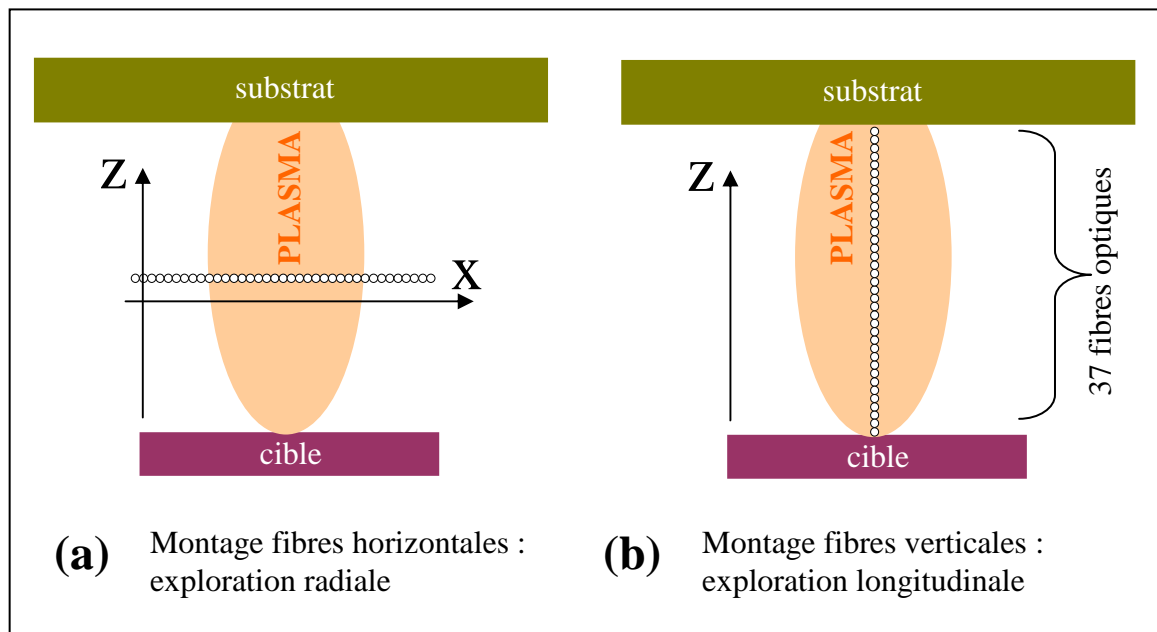 substrat
PLASMA
Z
X
cible
(a) Montage fibres horizontales :
exploration radiale
substrat
PLASMA
Z
37 fibres optiques
cible
(b) Montage fibres verticales :
exploration longitudinale